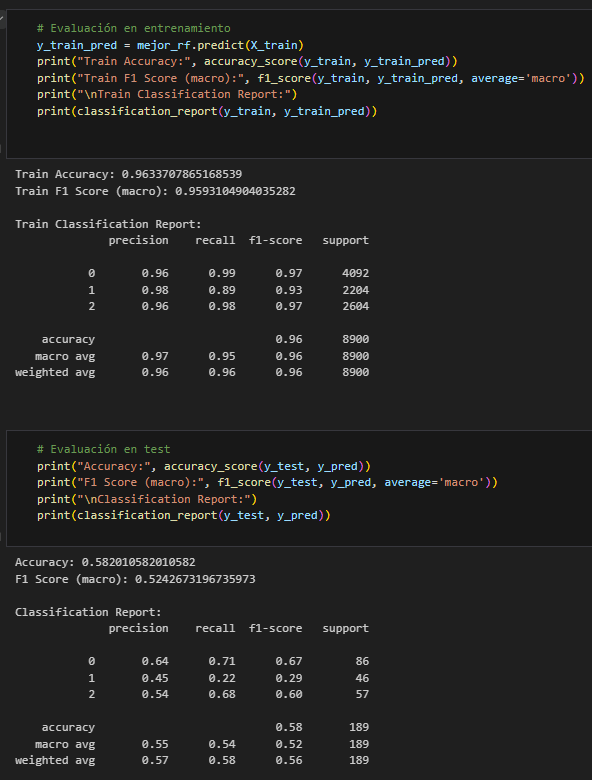 # Evaluación en entrenamiento
y_train_pred = mejor_rf.predict(X_train)
print("Train Accuracy:", accuracy_score(y_train, y_train_pred))
print("Train F1 Score (macro):", f1_score(y_train, y_train_pred, average='macro'))
print("\nTrain Classification Report:")
print(classification_report(y_train, y_train_pred))
Train Accuracy: 0.9633707865168539
Train F1 Score (macro): 0.9593104904035282
Train Classification Report:
precision recall f1-score support
0 0.96 0.99 0.97 4092
1 0.98 0.89 0.93 2204
2 0.96 0.98 0.97 2604
accuracy 0.96 8900
macro avg 0.97 0.95 0.96 8900
weighted avg 0.96 0.96 0.96 8900
# Evaluación en test
print("Accuracy:", accuracy_score(y_test, y_pred))
print("F1 Score (macro):", f1_score(y_test, y_pred, average='macro'))
print("\nClassification Report:")
print(classification_report(y_test, y_pred))
Accuracy: 0.582010582010582
F1 Score (macro): 0.5242673196735973
Classification Report:
precision recall f1-score support
0 0.64 0.71 0.67 86
1 0.45 0.22 0.29 46
2 0.54 0.68 0.60 57
accuracy 0.58 189
macro avg 0.55 0.54 0.52 189
weighted avg 0.57 0.58 0.56 189